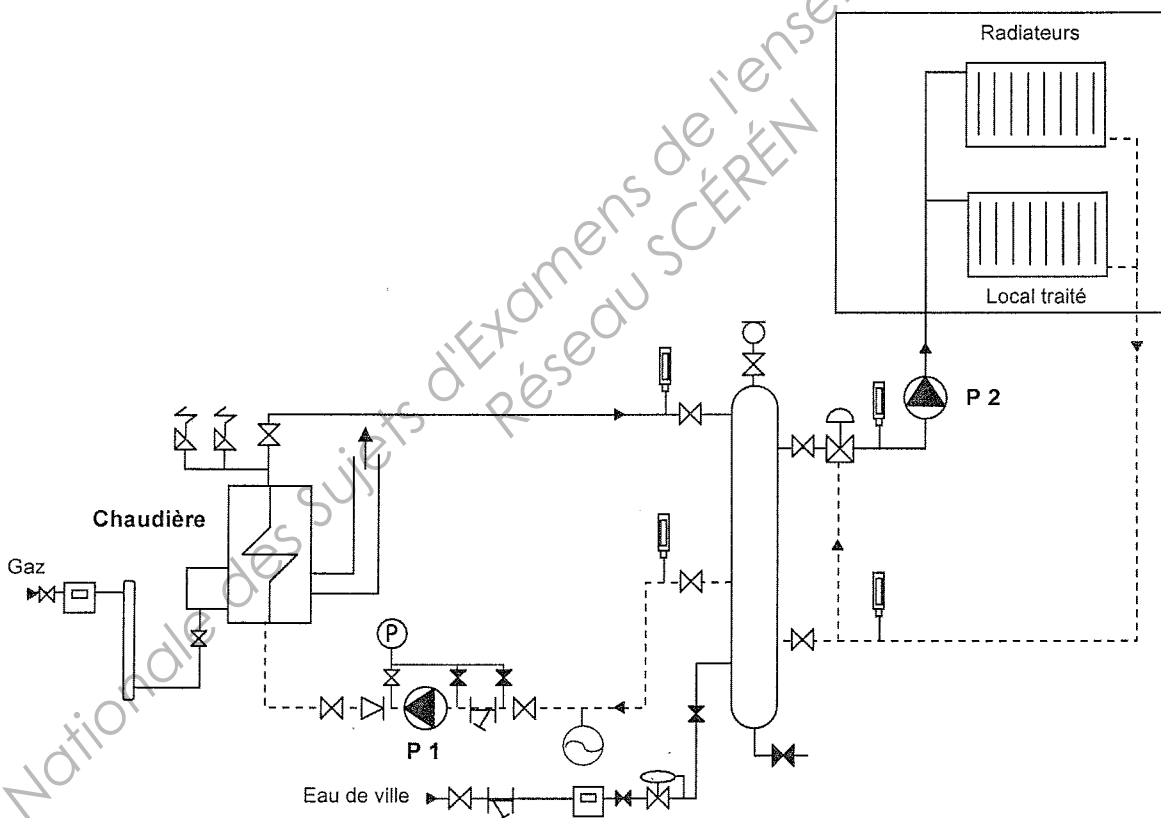 Radiateurs
Local traité
P 2
Chaudière
Gaz
P
P 1
Eau de ville
Nationale des Sujets d'Examens de l'ense
Réseau SCÉRÉN